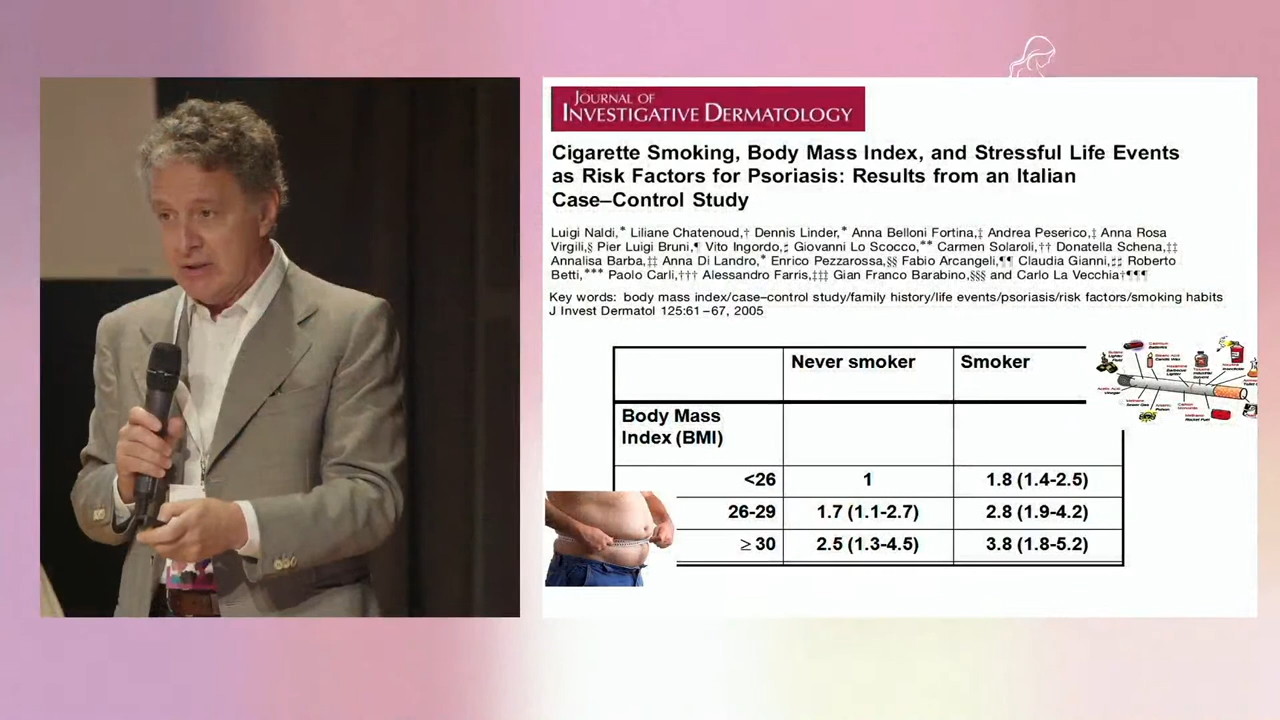 JOURNAL OF
INVESTIGATIVE DERMATOLOGY
Cigarette Smoking, Body Mass Index, and Stressful Life Events
as Risk Factors for Psoriasis: Results from an Italian
Case–Control Study
Luigi Naldi,* Liliane Chatenoud,† Dennis Linder,* Anna Belloni Fortina,‡ Andrea Peserico,‡ Anna Rosa
Virgili,§ Pier Luigi Bruni,¶ Vito Ingordo,♯ Giovanni Lo Scocco,** Carmen Solaroli,†† Donatella Schena,‡‡
Annalisa Barba,‡‡ Anna Di Landro,* Enrico Pezzarossa,§§ Fabio Arcangeli,¶¶ Claudia Gianni,♯♯ Roberto
Betti,*** Paolo Carli,††† Alessandro Farris,‡‡‡ Gian Franco Barabino,§§§ and Carlo La Vecchia†¶¶¶
Key words: body mass index/case–control study/family history/life events/psoriasis/risk factors/smoking habits
J Invest Dermatol 125:61–67, 2005
Never smoker Smoker
Body Mass
Index (BMI)
<26 1 1.8 (1.4-2.5)
26-29 1.7 (1.1-2.7) 2.8 (1.9-4.2)
≥ 30 2.5 (1.3-4.5) 3.8 (1.8-5.2)